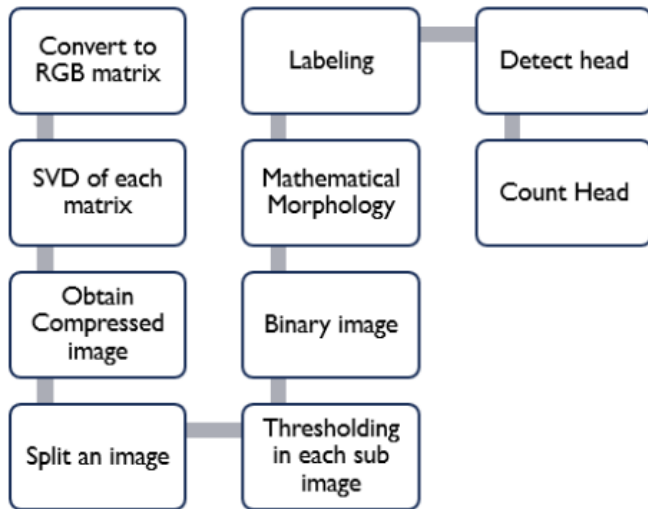 Convert to
RGB matrix
SVD of each
matrix
Obtain
Compressed
image
Split an image
Thresholding
in each sub
image
Binary image
Mathematical
Morphology
Labeling
Detect head
Count Head